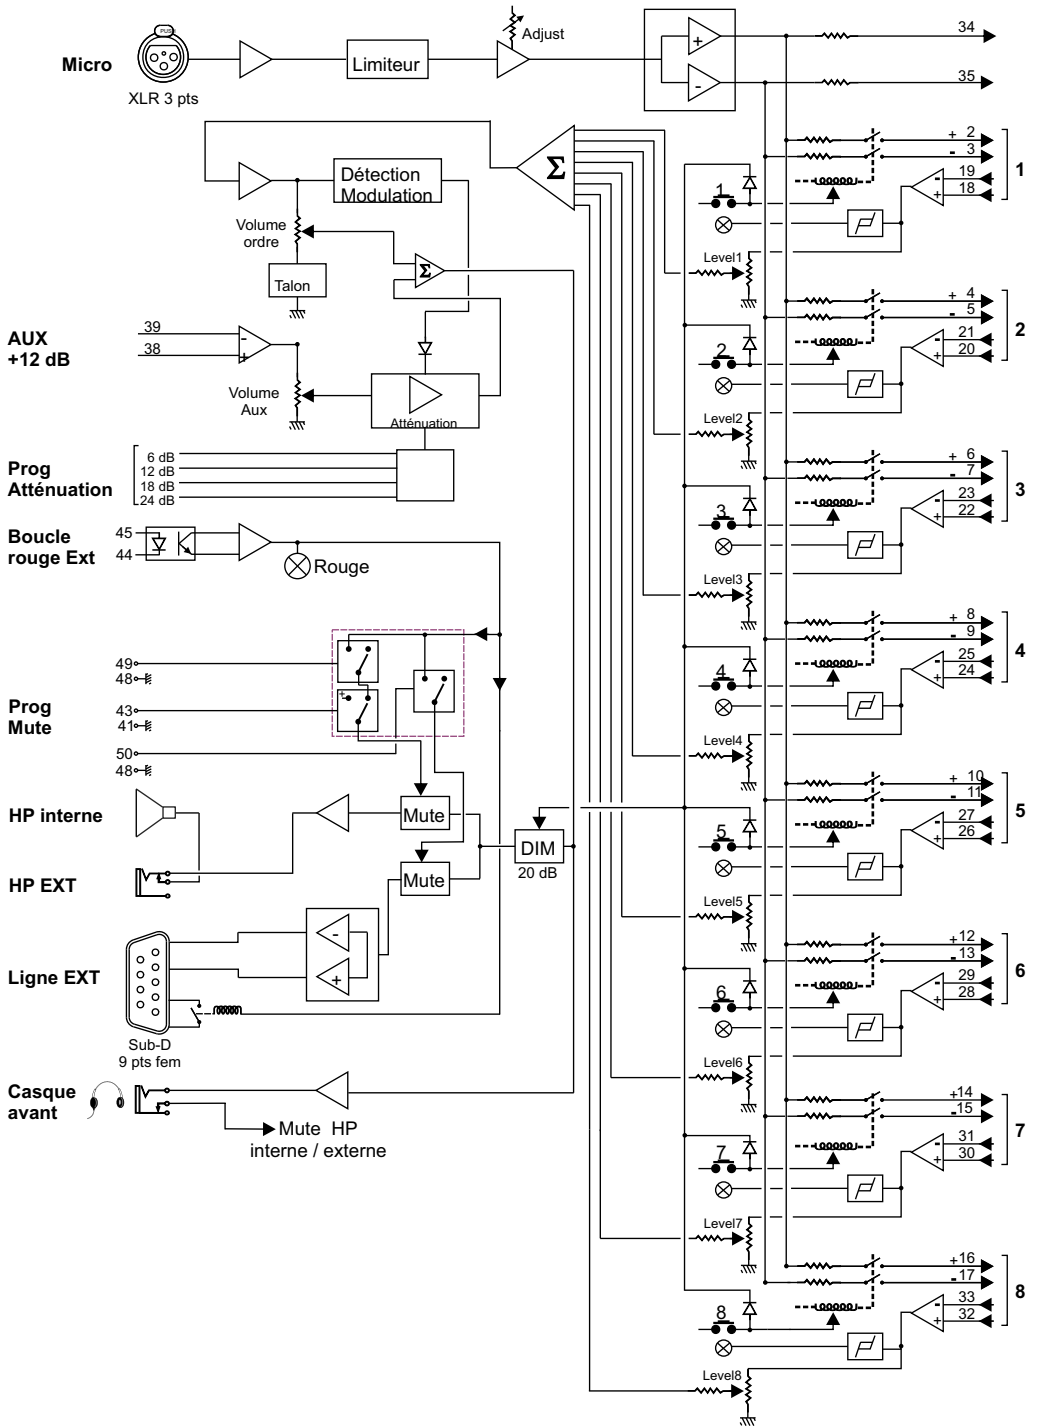 PUSH
Micro
XLR 3 pts
Limiteur
Adjust
+
-
34
35
Détection
Modulation
Volume
ordre
Talon
Σ
Σ
AUX
+12 dB
39
38
-
+
Volume
Aux
Atténuation
Prog
Atténuation
6 dB
12 dB
18 dB
24 dB
Boucle
rouge Ext
45
44
Rouge
Prog
Mute
49
48
43
41
50
48
+
HP interne
Mute
HP EXT
Mute
DIM
20 dB
Ligne EXT
-
+
Sub-D
9 pts fem
Casque
avant
Mute HP
interne / externe
1
Level1
+ 2
- 3
- 19
+ 18
1
2
Level2
+ 4
- 5
- 21
+ 20
2
3
Level3
+ 6
- 7
- 23
+ 22
3
4
Level4
+ 8
- 9
- 25
+ 24
4
5
Level5
+ 10
- 11
- 27
+ 26
5
6
Level6
+12
-13
- 29
+ 28
6
7
Level7
+14
-15
- 31
+ 30
7
8
Level8
+16
-17
- 33
+ 32
8